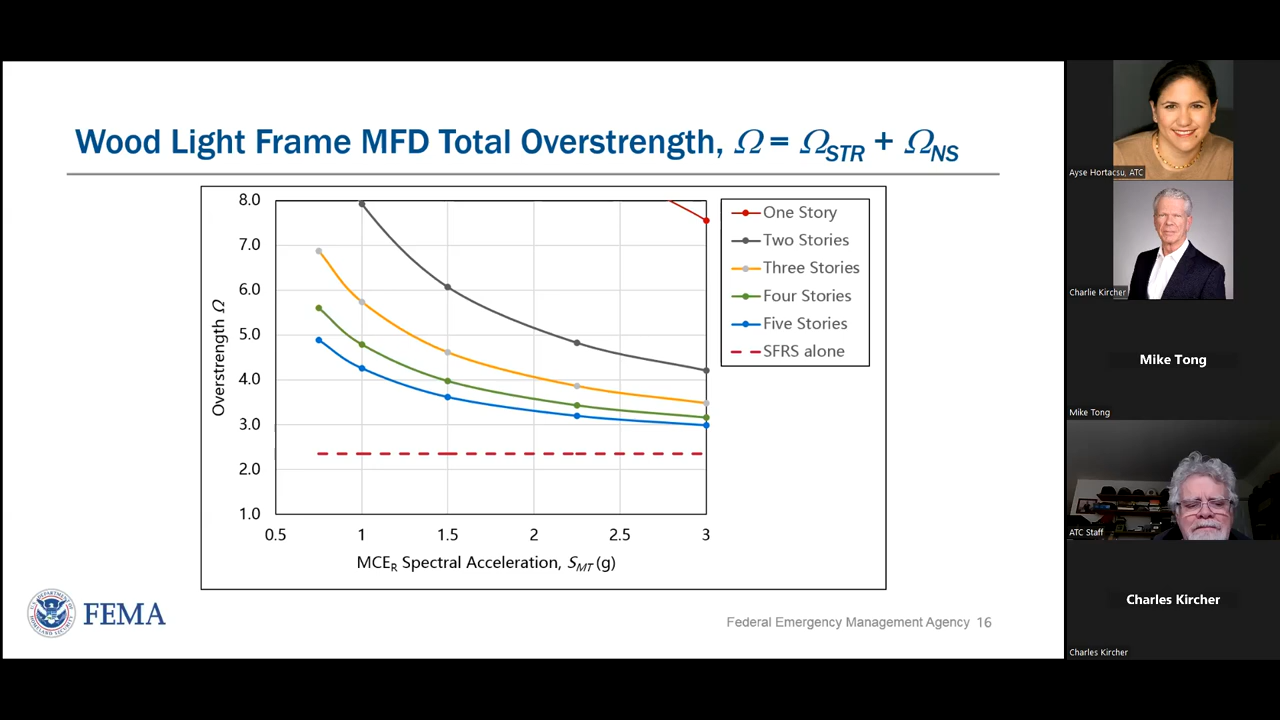 Wood Light Frame MFD Total Overstrength, Ω = Ω_STR + Ω_NS
8.0
7.0
6.0
5.0
4.0
3.0
2.0
1.0
Overstrength Ω
0.5
1
1.5
2
2.5
3
MCE_R Spectral Acceleration, S_MT (g)
One Story
Two Stories
Three Stories
Four Stories
Five Stories
SFRS alone
FEMA
Federal Emergency Management Agency 16
Ayse Hortacsu, ATC
Charlie Kircher
Mike Tong
Mike Tong
ATC Staff
Charles Kircher
Charles Kircher